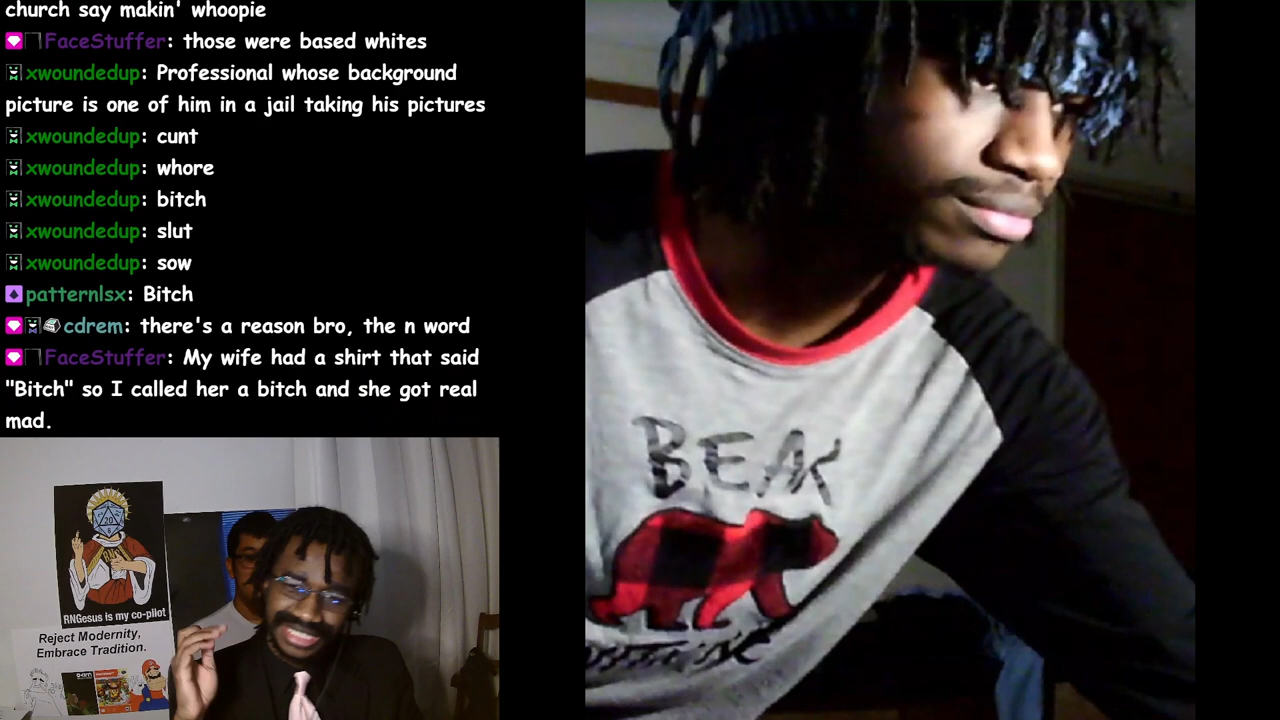 church say makin' whoopie
FaceStuffer: those were based whites
xwoundedup: Professional whose background
picture is one of him in a jail taking his pictures
xwoundedup: cunt
xwoundedup: whore
xwoundedup: bitch
xwoundedup: slut
xwoundedup: sow
patternlsx: Bitch
cdrem: there's a reason bro, the n word
FaceStuffer: My wife had a shirt that said
"Bitch" so I called her a bitch and she got real
mad.
BEAR
20
RNGesus is my co-pilot
Reject Modernity,
Embrace Tradition.